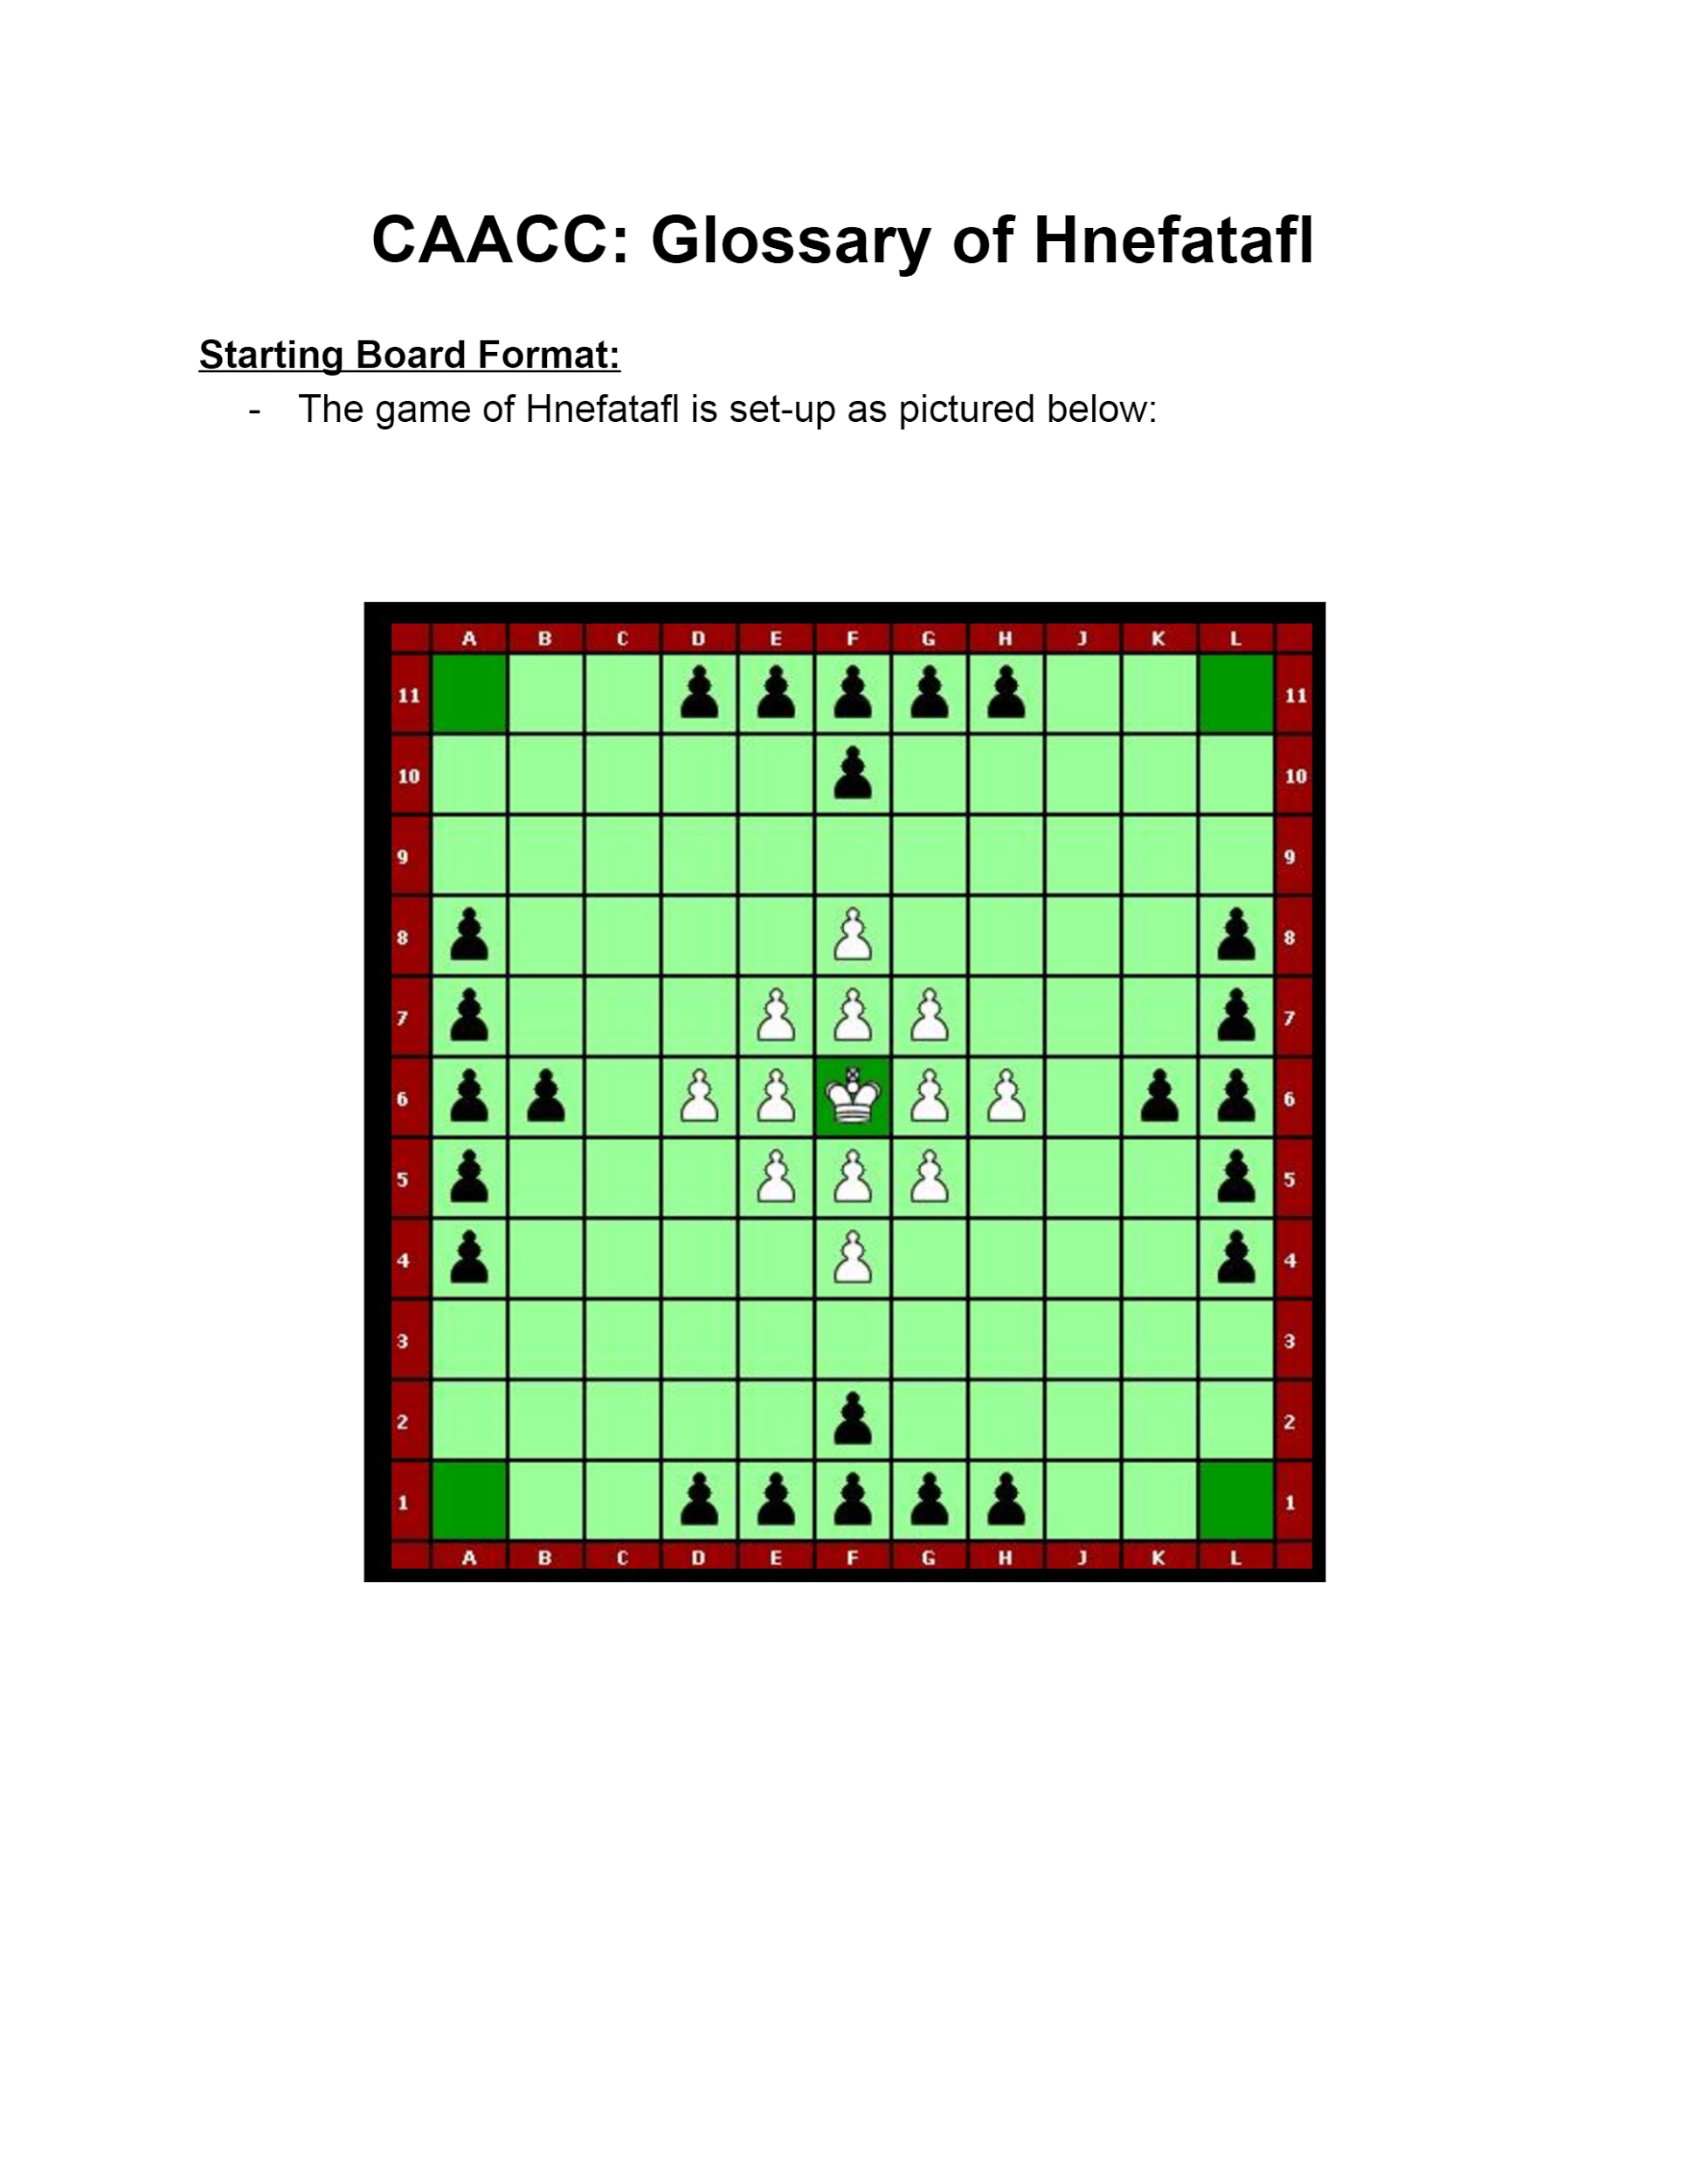 CAACC: Glossary of Hnefatafl
Starting Board Format:
- The game of Hnefatafl is set-up as pictured below:
A B C D E F G H J K L
11 11
10 10
9 9
8 8
7 7
6 6
5 5
4 4
3 3
2 2
1 1
A B C D E F G H J K L